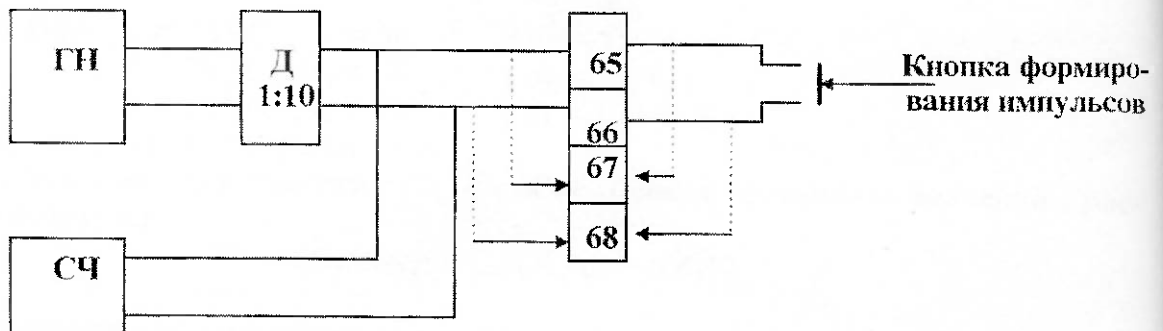 ГН
Д
1:10
65
66
67
68
Кнопка формиро-
вания импульсов
СЧ